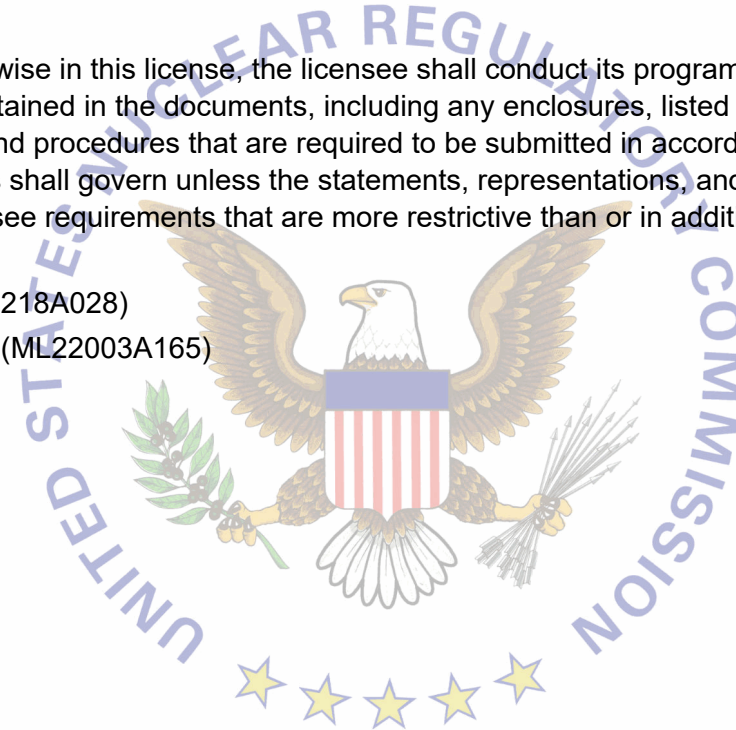 wise in this license, the licensee shall conduct its program
tained in the documents, including any enclosures, listed
nd procedures that are required to be submitted in accord
s shall govern unless the statements, representations, and
see requirements that are more restrictive than or in additi
218A028)
(ML22003A165)
UNITED STATES NUCLEAR REGULATORY COMMISSION